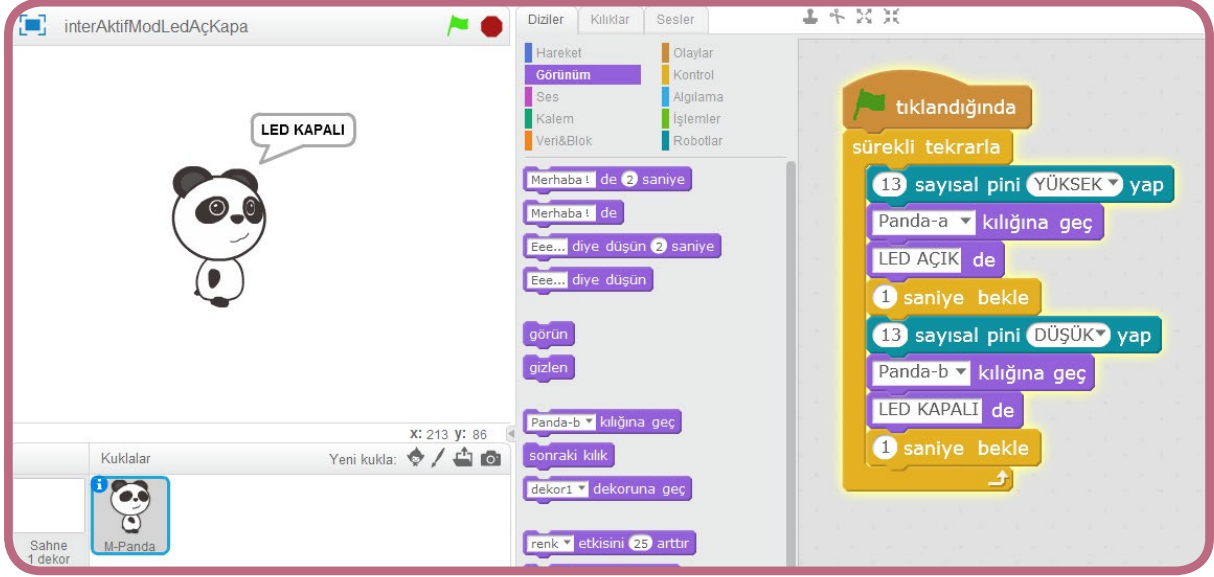 interAktifModLedAçKapa
LED KAPALI
X: 213 y: 86
Kuklalar
Yeni kukla:
M-Panda
Sahne
1 dekor
Diziler Kılıklar Sesler
Hareket Olaylar
Görünüm Kontrol
Ses Algılama
Kalem İşlemler
Veri&Blok Robotlar
Merhaba ! de 2 saniye
Merhaba ! de
Eee... diye düşün 2 saniye
Eee... diye düşün
görün
gizlen
Panda-b kılığına geç
sonraki kılık
dekor1 dekoruna geç
renk etkisini 25 arttır
tıklandığında
sürekli tekrarla
13 sayısal pini YÜKSEK yap
Panda-a kılığına geç
LED AÇIK de
1 saniye bekle
13 sayısal pini DÜŞÜK yap
Panda-b kılığına geç
LED KAPALI de
1 saniye bekle